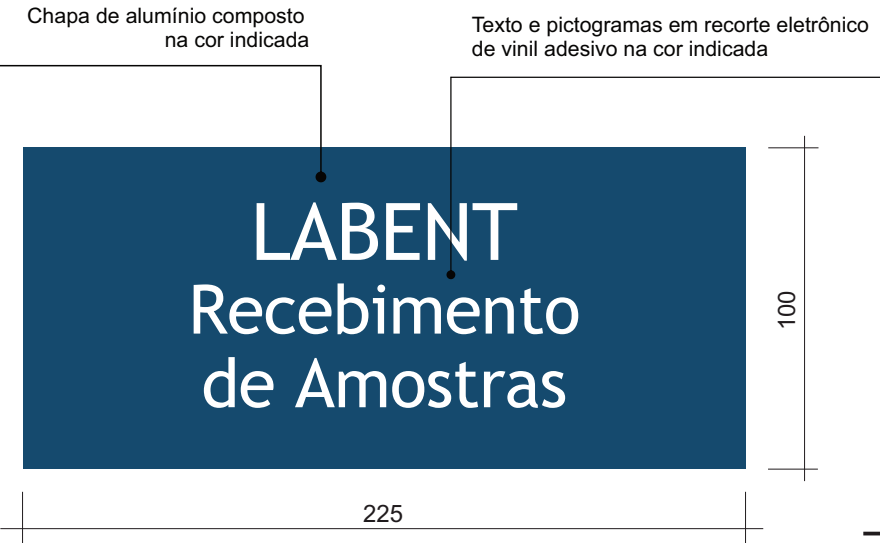 Chapa de alumínio composto
na cor indicada
Texto e pictogramas em recorte eletrônico
de vinil adesivo na cor indicada
LABENT
Recebimento
de Amostras
100
225